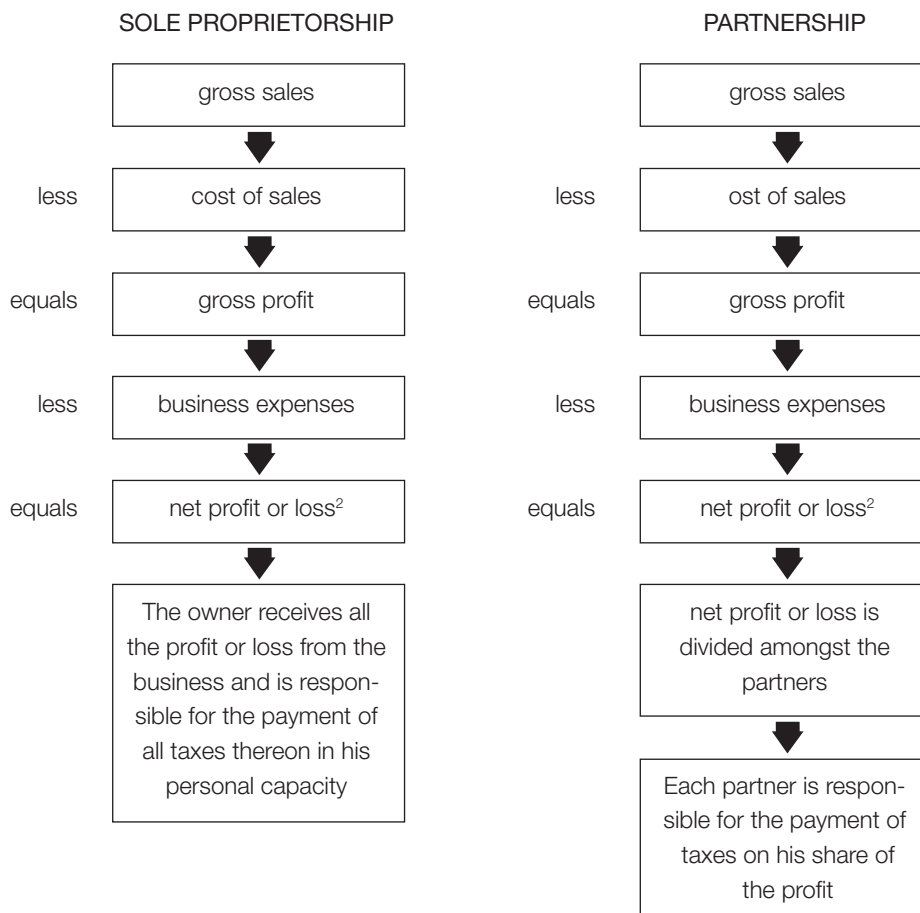 SOLE PROPRIETORSHIP
gross sales
less
cost of sales
equals
gross profit
less
business expenses
equals
net profit or loss²
The owner receives all
the profit or loss from the
business and is respon-
sible for the payment of
all taxes thereon in his
personal capacity
PARTNERSHIP
gross sales
less
ost of sales
equals
gross profit
less
business expenses
equals
net profit or loss²
net profit or loss is
divided amongst the
partners
Each partner is respon-
sible for the payment of
taxes on his share of
the profit